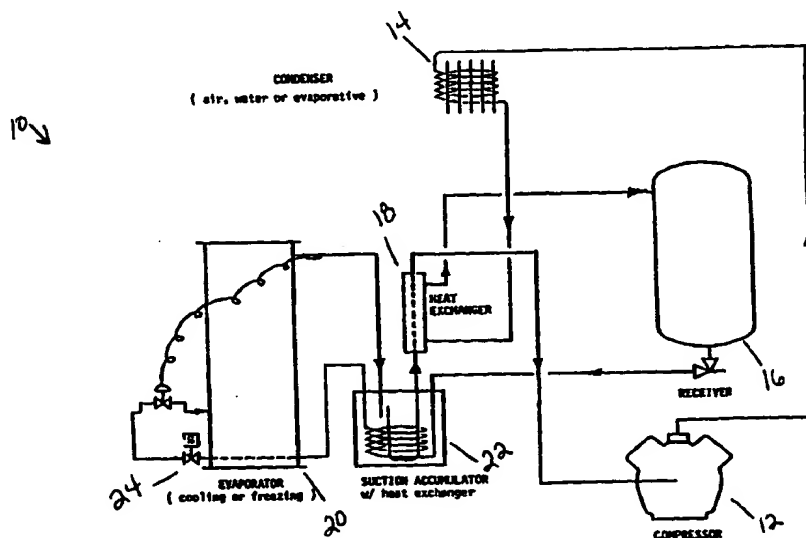 14
CONDENSER
( air, water or evaporative )
10
18
HEAT
EXCHANGER
16
RECEIVER
22
SUCTION ACCUMULATOR
w/ heat exchanger
24
EVAPORATOR
( cooling or freezing )
20
12
COMPRESSOR